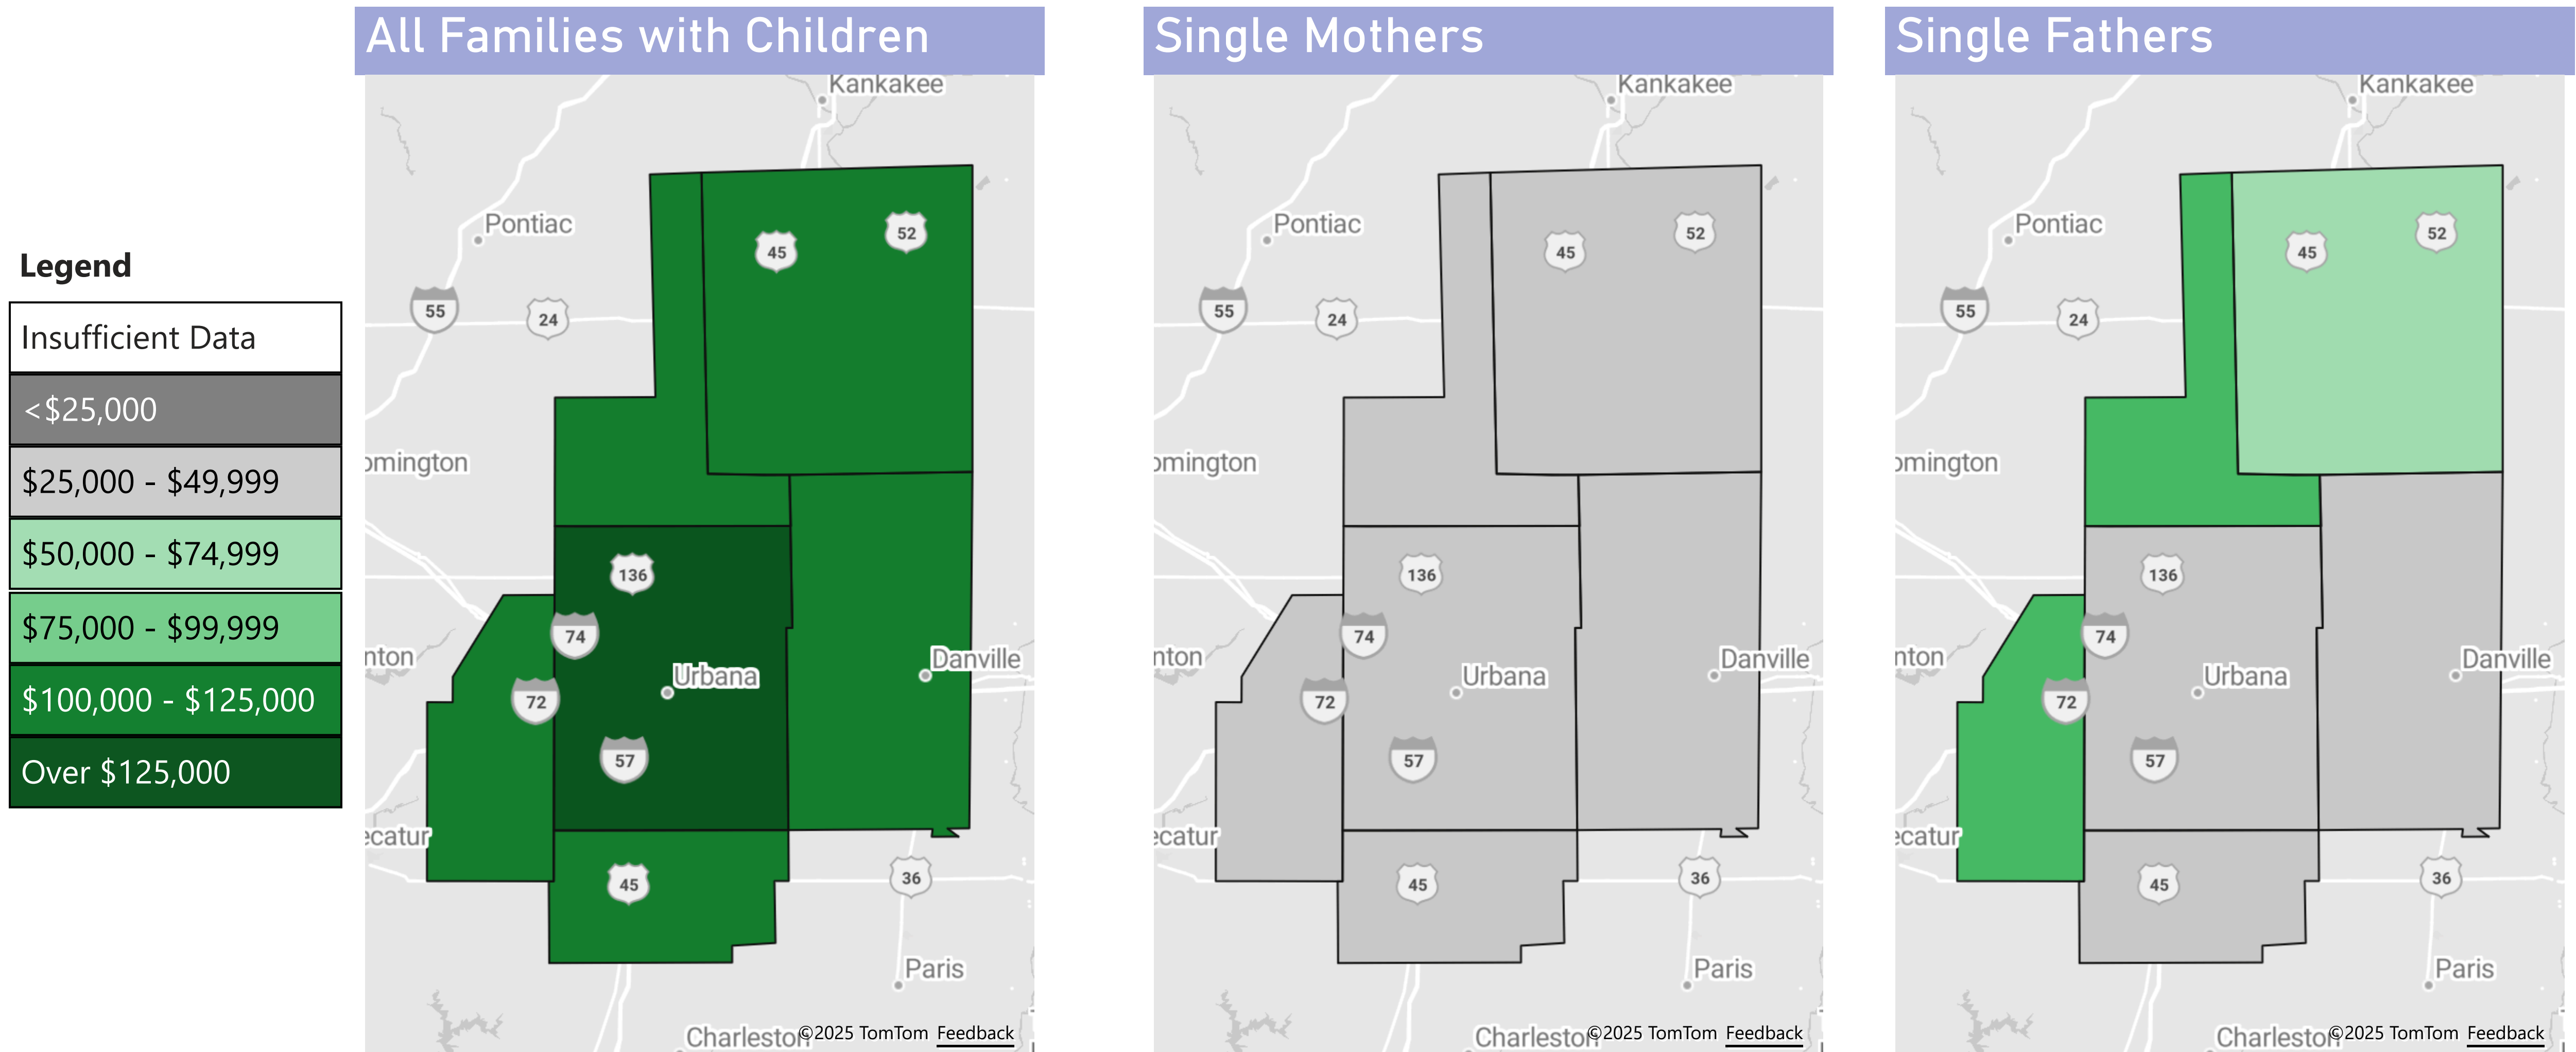 All Families with Children
Single Mothers
Single Fathers
Legend
Insufficient Data
<$25,000
$25,000 - $49,999
$50,000 - $74,999
$75,000 - $99,999
$100,000 - $125,000
Over $125,000
Kankakee
Pontiac
45
52
55
24
omington
136
74
nton
Urbana
Danville
72
57
ecatur
45
36
Paris
Charleston
©2025 TomTom Feedback
Kankakee
Pontiac
45
52
55
24
omington
136
74
nton
Urbana
Danville
72
57
ecatur
45
36
Paris
Charleston
©2025 TomTom Feedback
Kankakee
Pontiac
45
52
55
24
omington
136
74
nton
Urbana
Danville
72
57
ecatur
45
36
Paris
Charleston
©2025 TomTom Feedback